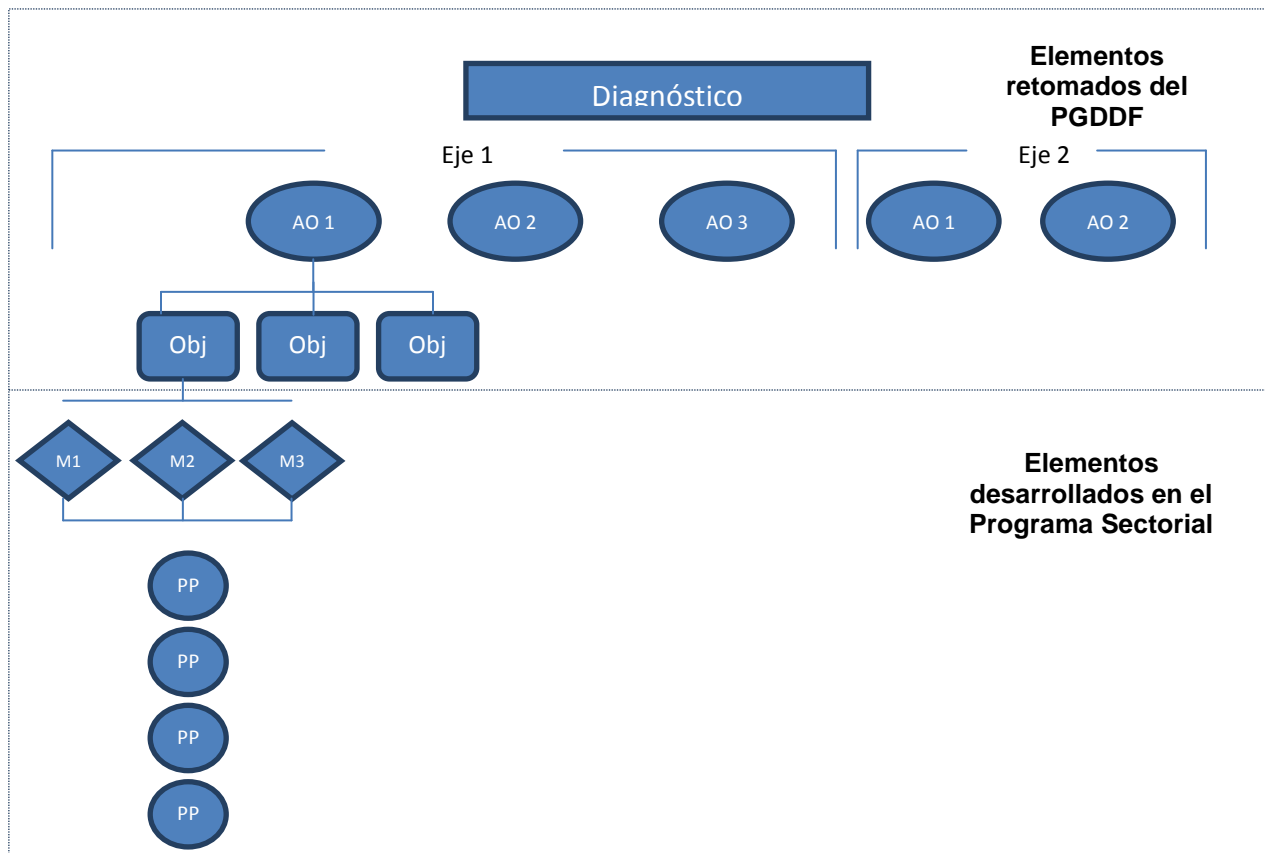 Elementos
retomados del
PGDDF
Diagnóstico
Eje 1
Eje 2
AO 1
AO 2
AO 3
AO 1
AO 2
Obj
Obj
Obj
M1
M2
M3
Elementos
desarrollados en el
Programa Sectorial
PP
PP
PP
PP